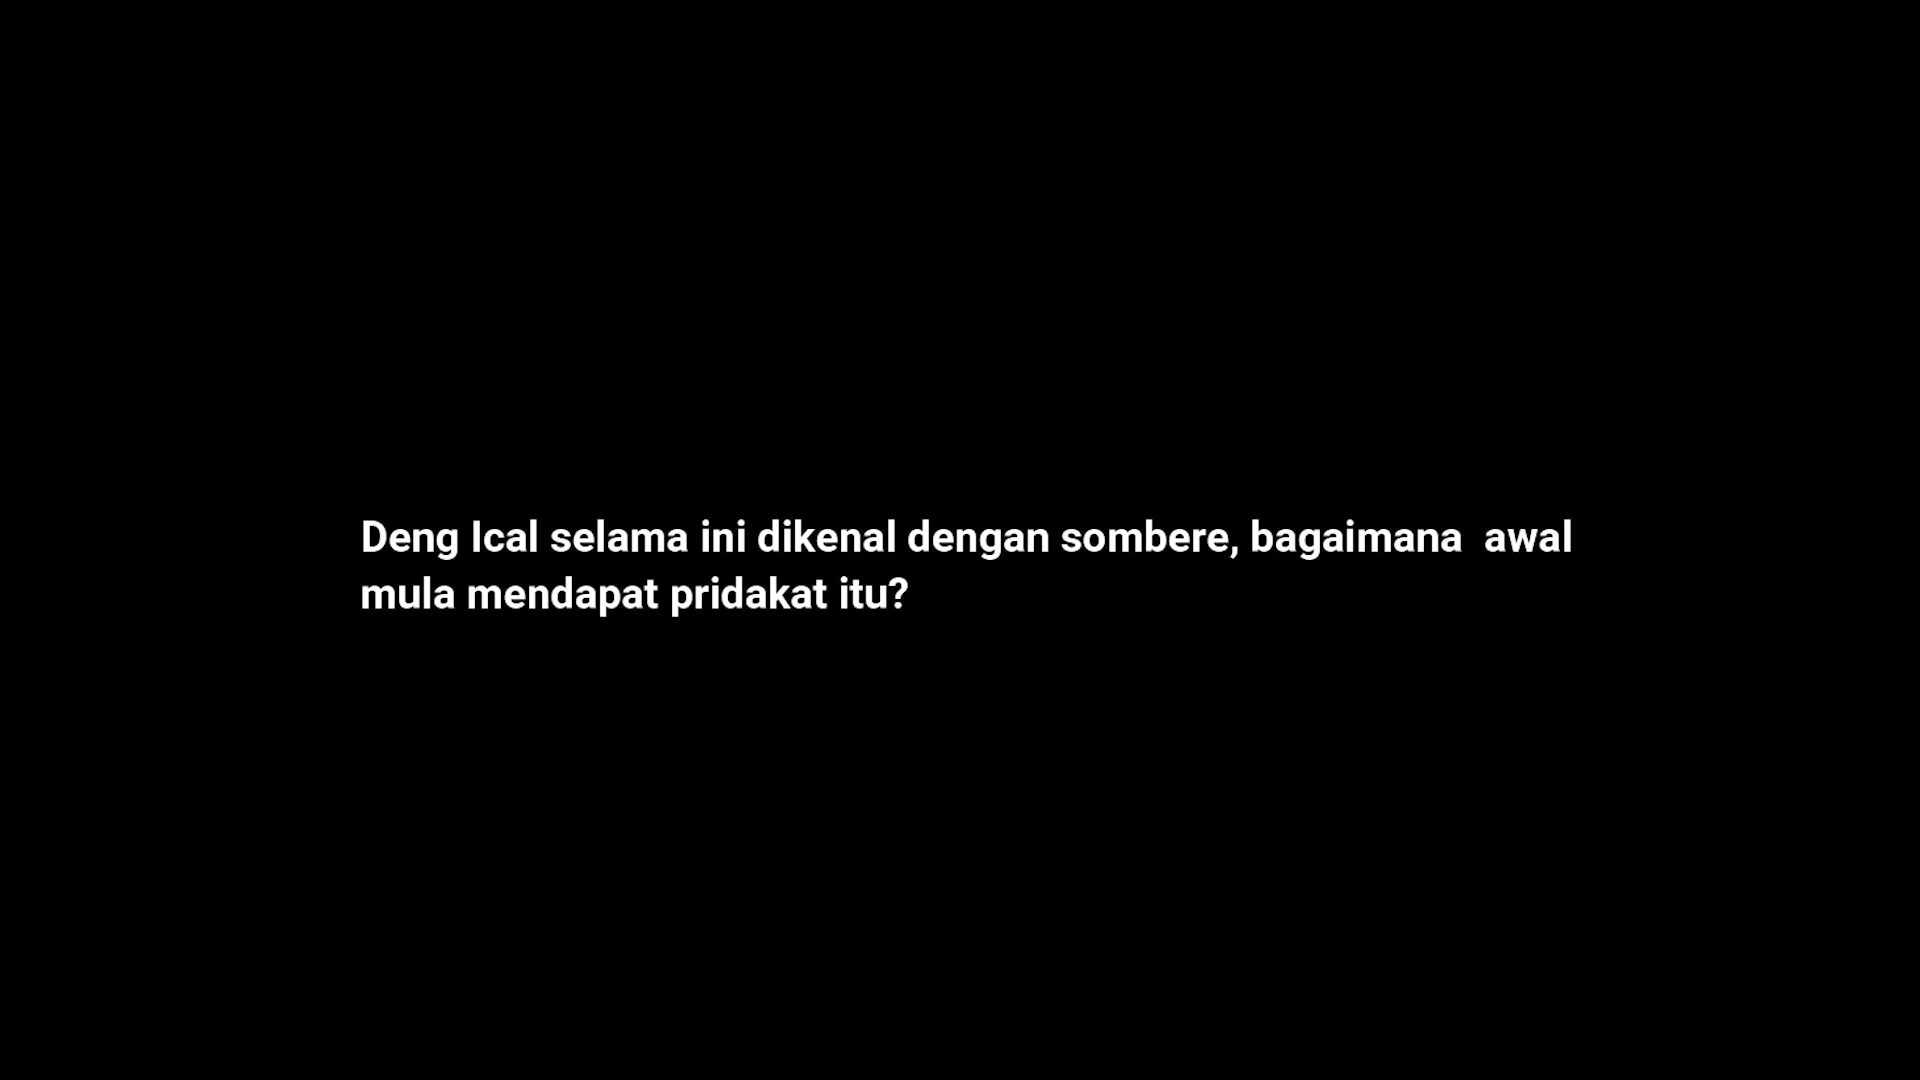 Deng Ical selama ini dikenal dengan sombere, bagaimana  awal
mula mendapat pridakat itu?